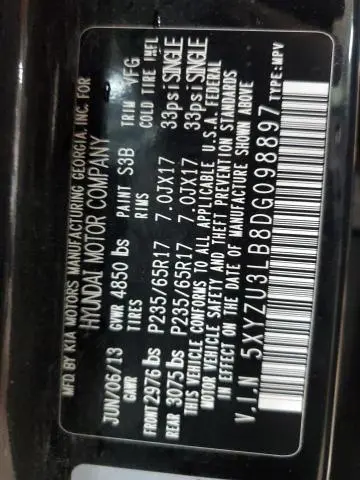 MFD. BY KIA MOTORS MANUFACTURING GEORGIA, INC. FOR
HYUNDAI MOTOR COMPANY
JUN/06/13 GVWR 4850 lbs PAINT S3B TRIM YFG
GAWR TIRES RIMS COLD TIRE INFL
FRONT 2976 lbs P235/65R17 7.0JX17 33psi SINGLE
REAR 3075 lbs P235/65R17 7.0JX17 33psi SINGLE
THIS VEHICLE CONFORMS TO ALL APPLICABLE U.S.A. FEDERAL
MOTOR VEHICLE SAFETY AND THEFT PREVENTION STANDARDS
IN EFFECT ON THE DATE OF MANUFACTURE SHOWN ABOVE.
V.I.N 5XYZU3LB8DG098897 TYPE:MPV